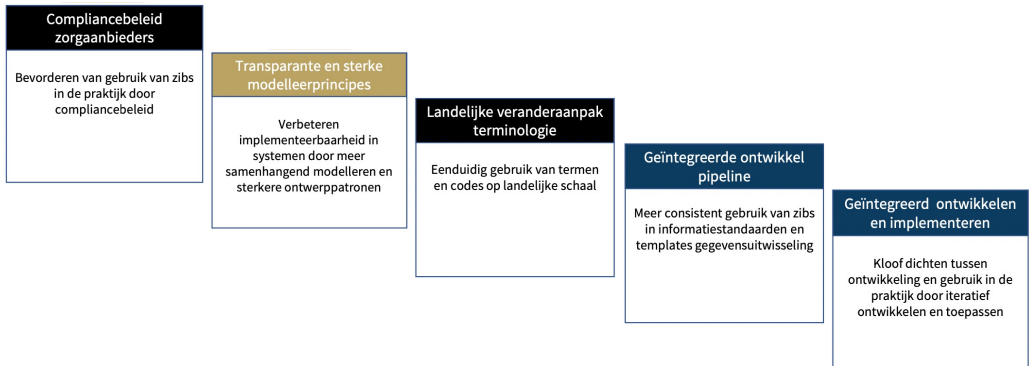 Compliancebeleid
zorgaanbieders
Bevorderen van gebruik van zibs
in de praktijk door
compliancebeleid
Transparante en sterke
modelleerprincipes
Verbeteren
implementeerbaarheid in
systemen door meer
samenhangend modelleren en
sterkere ontwerppatronen
Landelijke veranderaanpak
terminologie
Eenduidig gebruik van termen
en codes op landelijke schaal
Geïntegreerde ontwikkel
pipeline
Meer consistent gebruik van zibs
in informatiestandaarden en
templates gegevensuitwisseling
Geïntegreerd ontwikkelen
en implementeren
Kloof dichten tussen
ontwikkeling en gebruik in de
praktijk door iteratief
ontwikkelen en toepassen